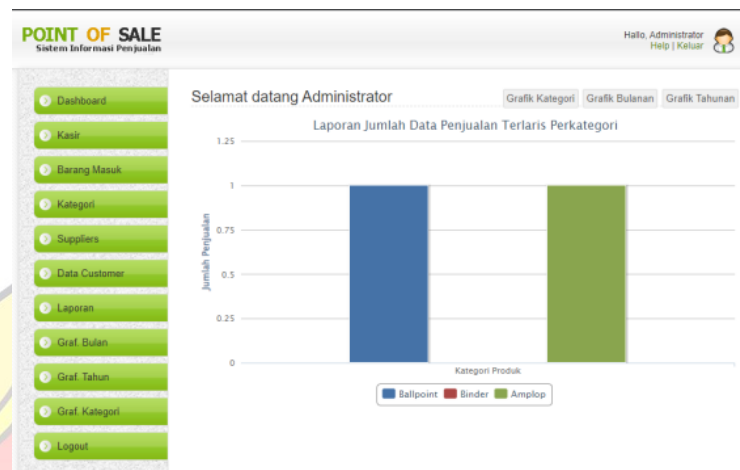 POINT OF SALE
Sistem Informasi Penjualan
Hallo, Administrator
Help | Keluar
Dashboard
Kasir
Barang Masuk
Kategori
Suppliers
Data Customer
Laporan
Graf. Bulan
Graf. Tahun
Graf. Kategori
Logout
Selamat datang Administrator
Grafik Kategori Grafik Bulanan Grafik Tahunan
Laporan Jumlah Data Penjualan Terlaris Perkategori
Jumlah Penjualan
1.25
1
0.75
0.5
0.25
0
Kategori Produk
Ballpoint Binder Amplop